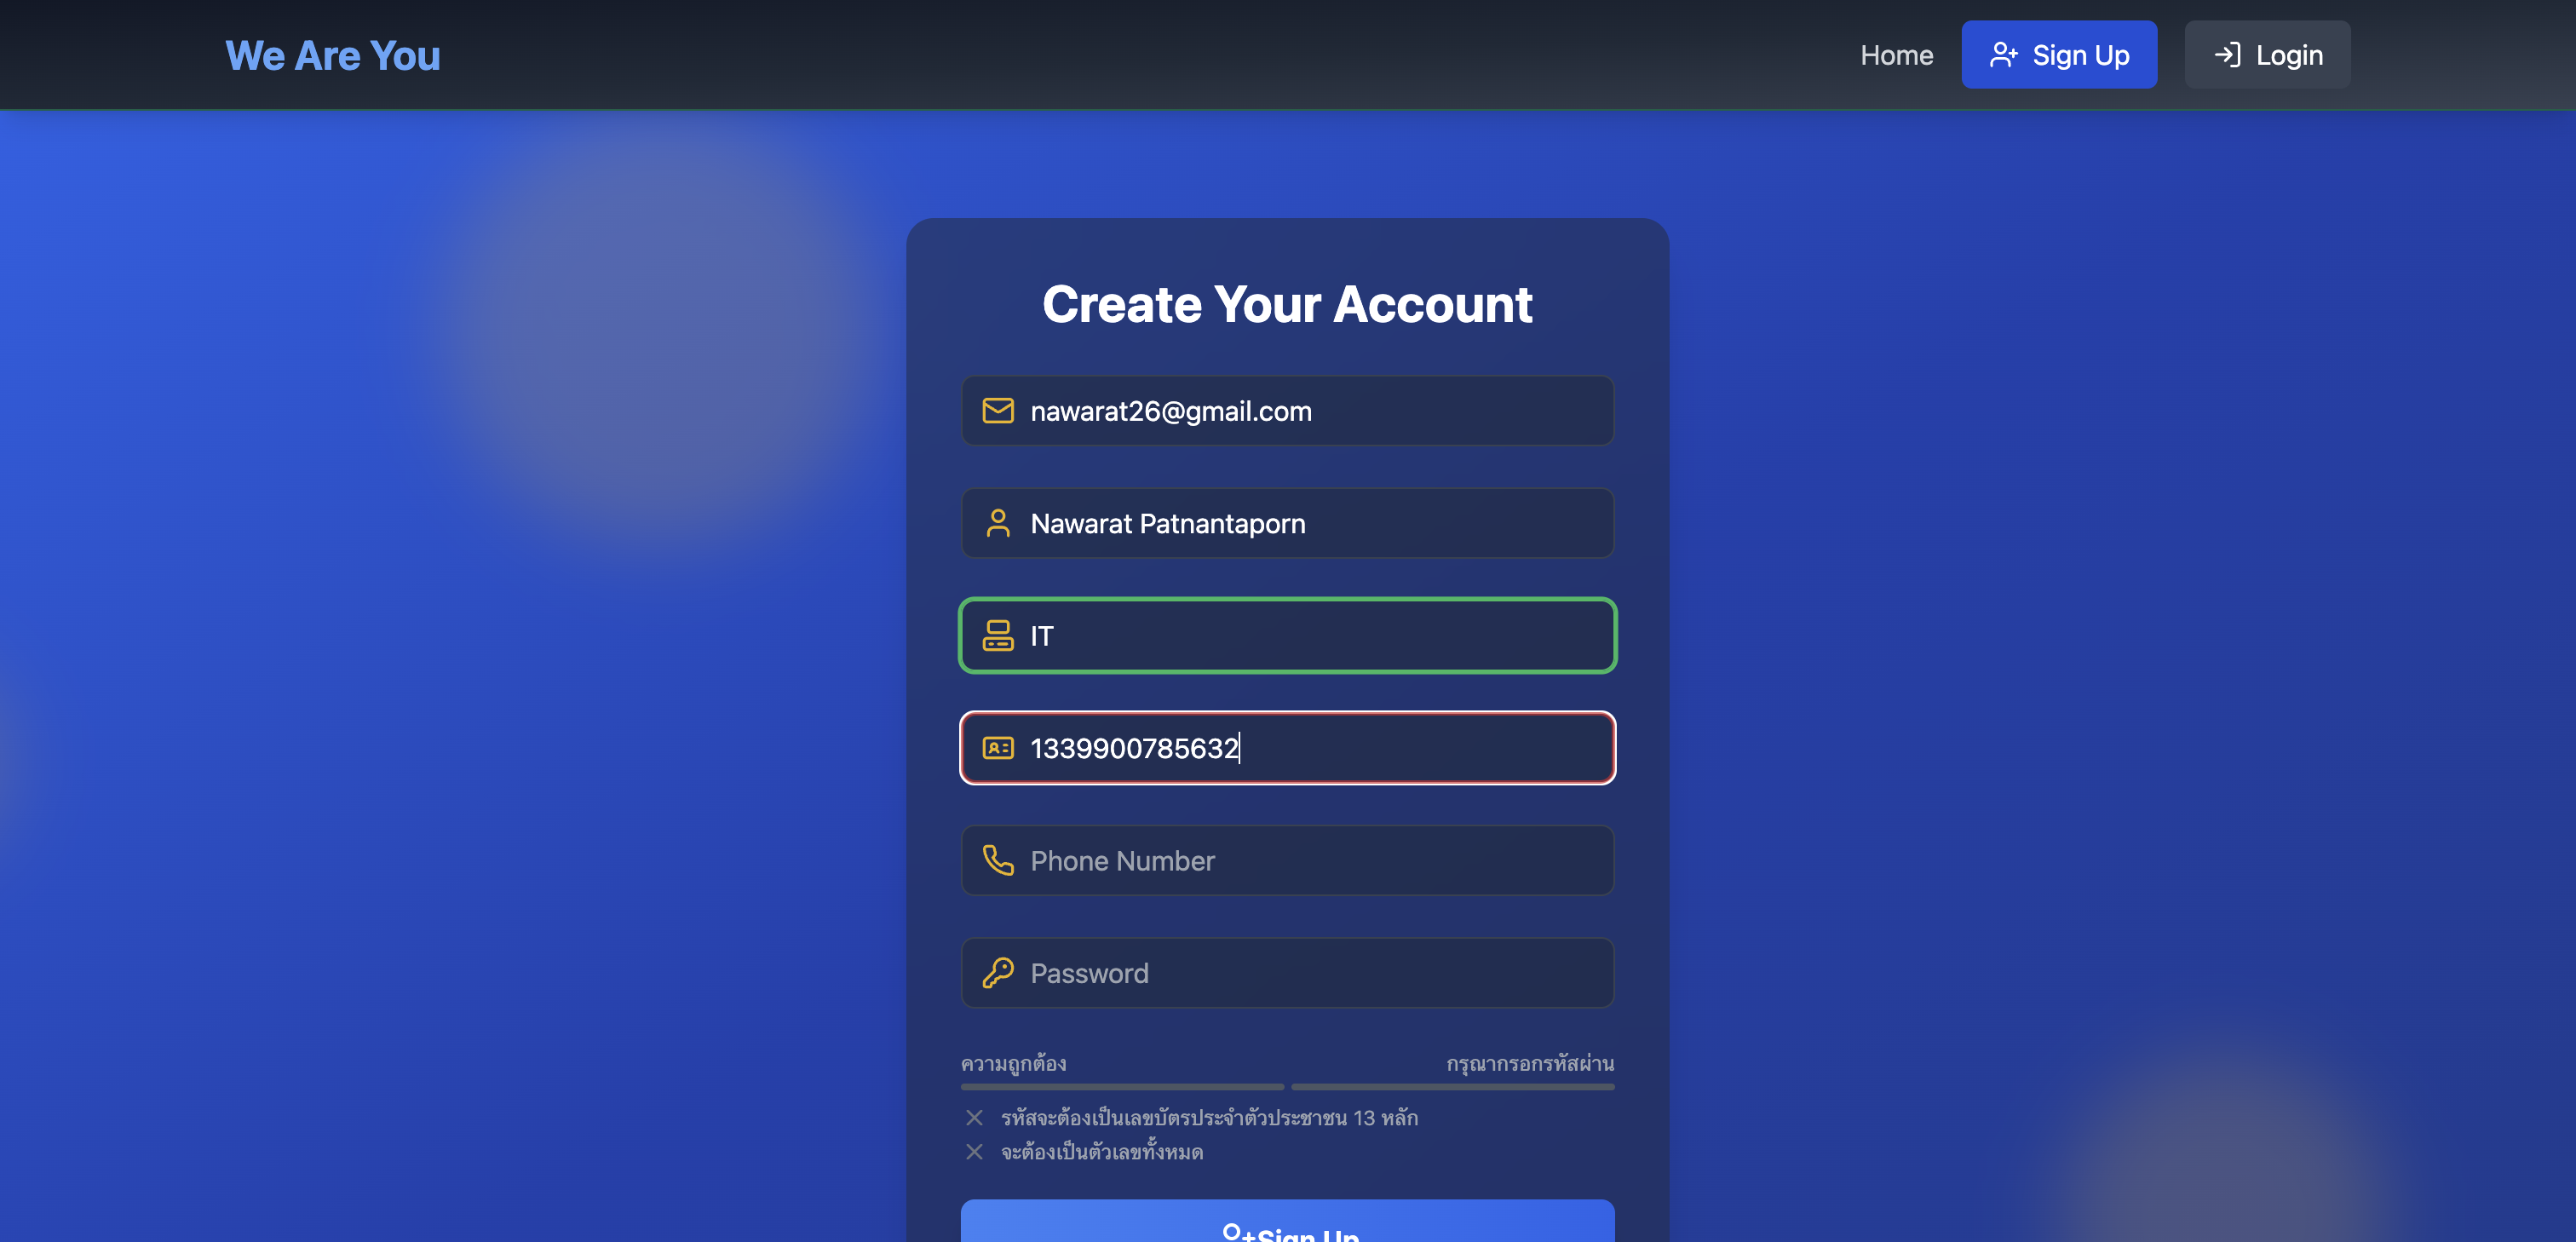 We Are You
Home
Sign Up
Login
Create Your Account
nawarat26@gmail.com
Nawarat Patnantaporn
IT
1339900785632
Phone Number
Password
ความถูกต้อง
กรุณากรอกรหัสผ่าน
รหัสจะต้องเป็นเลขบัตรประจำตัวประชาชน 13 หลัก
จะต้องเป็นตัวเลขทั้งหมด
Sign Up